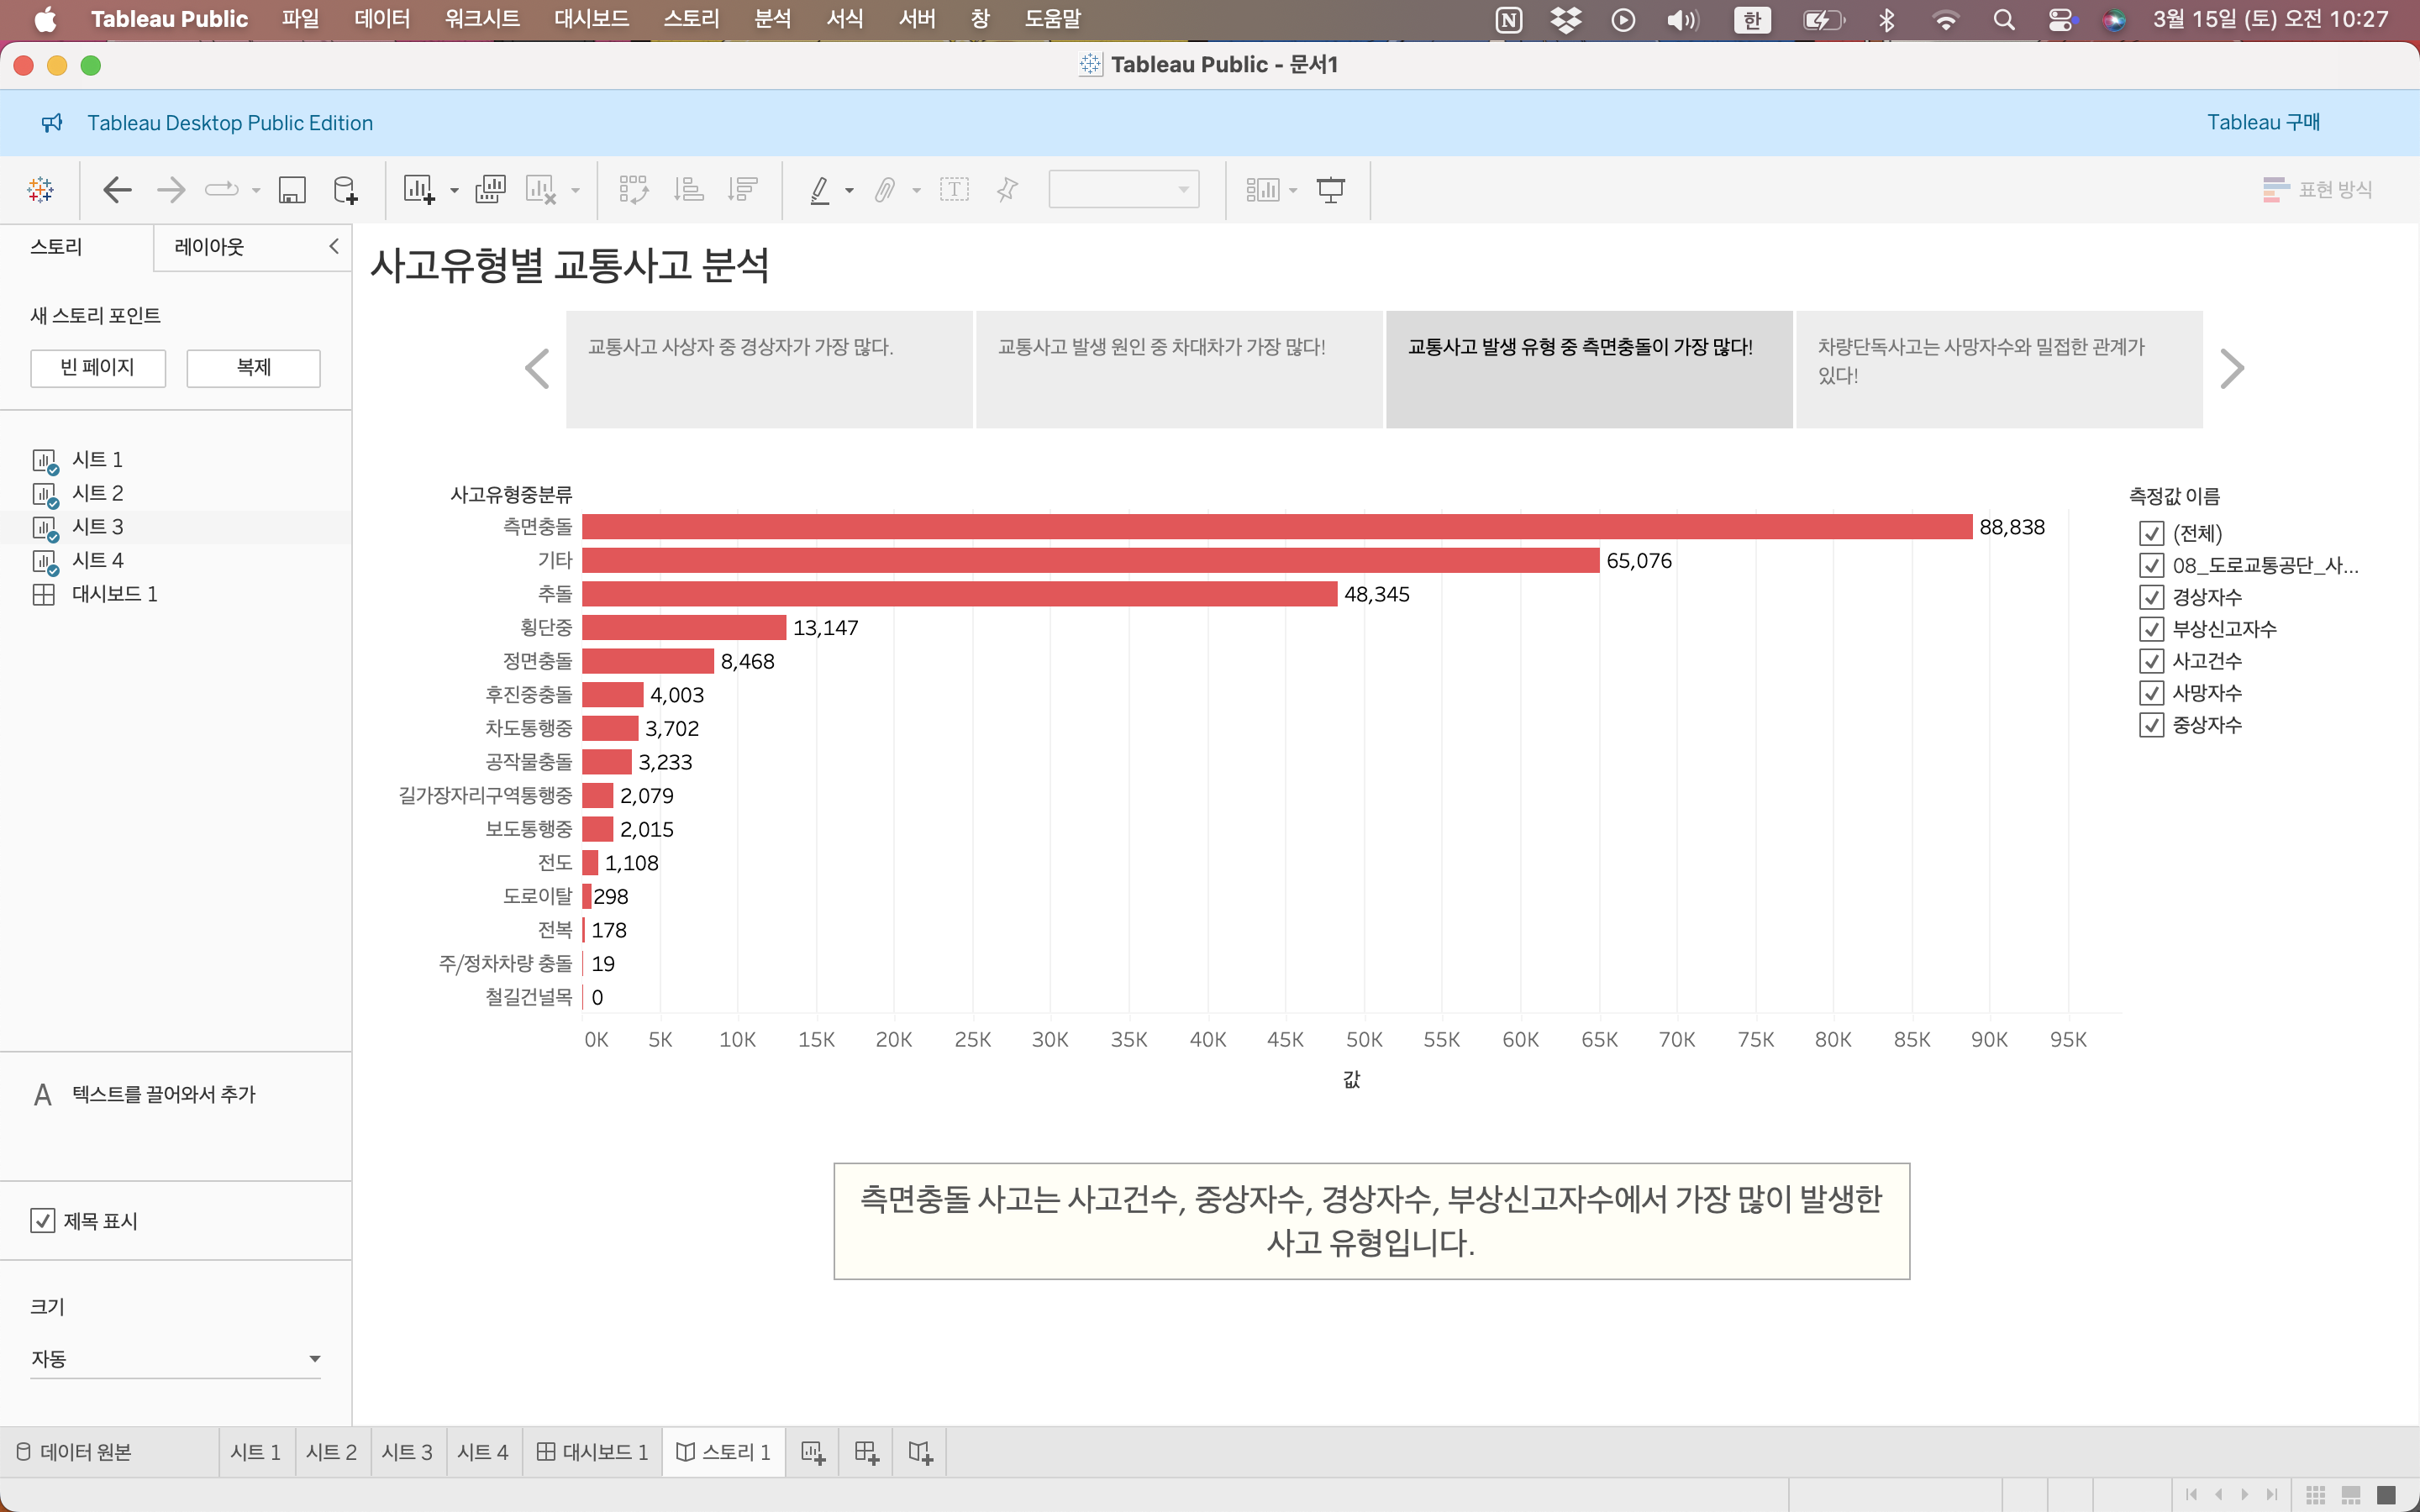 Tableau Public 파일 데이터 워크시트 대시보드 스토리 분석 서식 서버 창 도움말 N 한 3월 15일 (토) 오전 10:27
Tableau Public - 문서1
Tableau Desktop Public Edition Tableau 구매
표현 방식
스토리 레이아웃
사고유형별 교통사고 분석
새 스토리 포인트
빈 페이지 복제
교통사고 사상자 중 경상자가 가장 많다.
교통사고 발생 원인 중 차대차가 가장 많다!
교통사고 발생 유형 중 측면충돌이 가장 많다!
차량단독사고는 사망자수와 밀접한 관계가
있다!
시트 1
시트 2
시트 3
시트 4
대시보드 1
사고유형중분류
측면충돌 88,838
기타 65,076
추돌 48,345
횡단중 13,147
정면충돌 8,468
후진중충돌 4,003
차도통행중 3,702
공작물충돌 3,233
길가장자리구역통행중 2,079
보도통행중 2,015
전도 1,108
도로이탈 298
전복 178
주/정차차량 충돌 19
철길건널목 0
0K 5K 10K 15K 20K 25K 30K 35K 40K 45K 50K 55K 60K 65K 70K 75K 80K 85K 90K 95K
값
측정값 이름
(전체)
08_도로교통공단_사...
경상자수
부상신고자수
사고건수
사망자수
중상자수
A 텍스트를 끌어와서 추가
제목 표시
크기
자동
측면충돌 사고는 사고건수, 중상자수, 경상자수, 부상신고자수에서 가장 많이 발생한
사고 유형입니다.
데이터 원본 시트 1 시트 2 시트 3 시트 4 대시보드 1 스토리 1